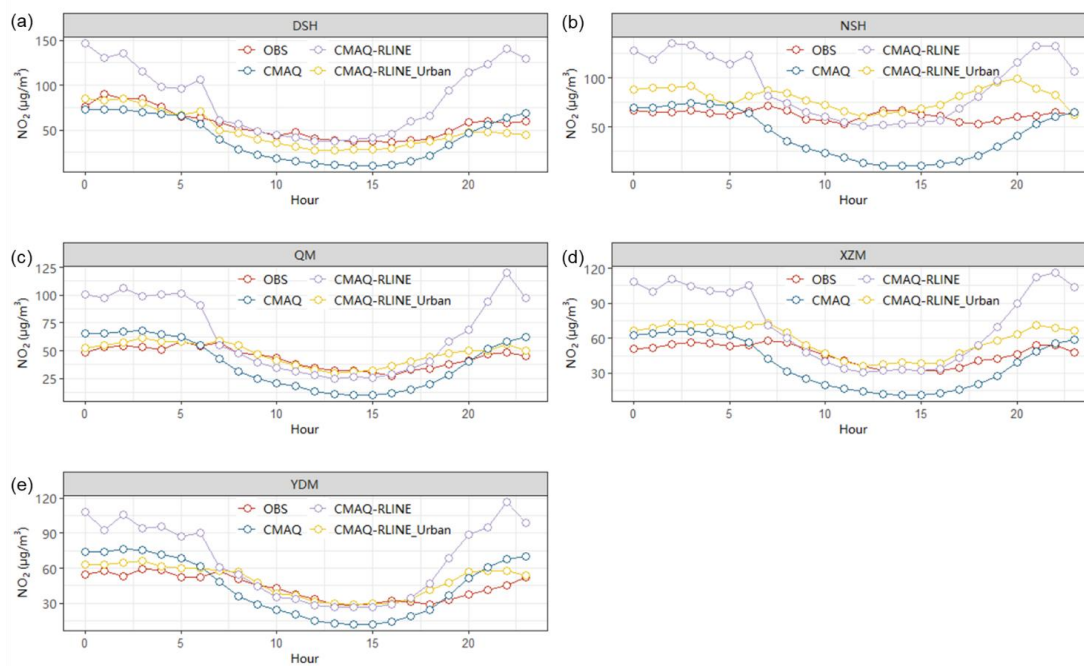 (a)
DSH
NO₂ (μg/m³)
150
100
50
OBS
CMAQ-RLINE
CMAQ
CMAQ-RLINE_Urban
0 5 10 15 20
Hour
(b)
NSH
NO₂ (μg/m³)
100
50
OBS
CMAQ-RLINE
CMAQ
CMAQ-RLINE_Urban
0 5 10 15 20
Hour
(c)
QM
NO₂ (μg/m³)
125
100
75
50
25
OBS
CMAQ-RLINE
CMAQ
CMAQ-RLINE_Urban
0 5 10 15 20
Hour
(d)
XZM
NO₂ (μg/m³)
120
90
60
30
OBS
CMAQ-RLINE
CMAQ
CMAQ-RLINE_Urban
0 5 10 15 20
Hour
(e)
YDM
NO₂ (μg/m³)
120
90
60
30
OBS
CMAQ-RLINE
CMAQ
CMAQ-RLINE_Urban
0 5 10 15 20
Hour